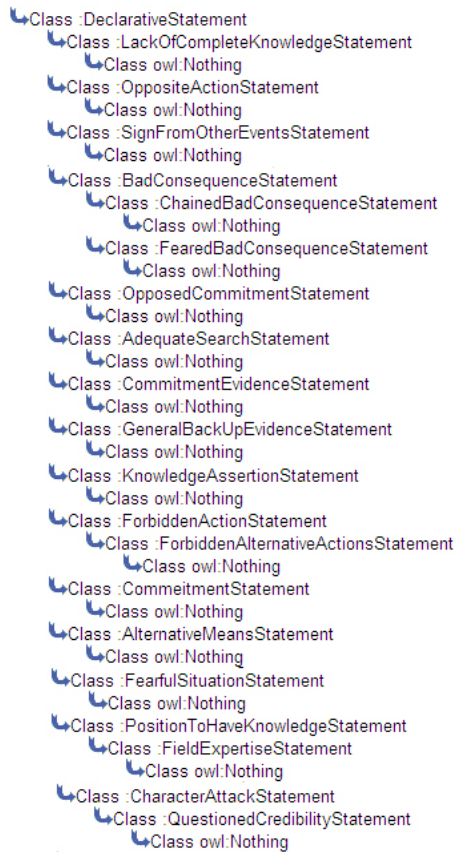 Class :DeclarativeStatement
Class :LackOfCompleteKnowledgeStatement
Class owl:Nothing
Class :OppositeActionStatement
Class owl:Nothing
Class :SignFromOtherEventsStatement
Class owl:Nothing
Class :BadConsequenceStatement
Class :ChainedBadConsequenceStatement
Class owl:Nothing
Class :FearedBadConsequenceStatement
Class owl:Nothing
Class :OpposedCommitmentStatement
Class owl:Nothing
Class :AdequateSearchStatement
Class owl:Nothing
Class :CommitmentEvidenceStatement
Class owl:Nothing
Class :GeneralBackUpEvidenceStatement
Class owl:Nothing
Class :KnowledgeAssertionStatement
Class owl:Nothing
Class :ForbiddenActionStatement
Class :ForbiddenAlternativeActionsStatement
Class owl:Nothing
Class :CommeitmentStatement
Class owl:Nothing
Class :AlternativeMeansStatement
Class owl:Nothing
Class :FearfulSituationStatement
Class owl:Nothing
Class :PositionToHaveKnowledgeStatement
Class :FieldExpertiseStatement
Class owl:Nothing
Class :CharacterAttackStatement
Class :QuestionedCredibilityStatement
Class owl:Nothing